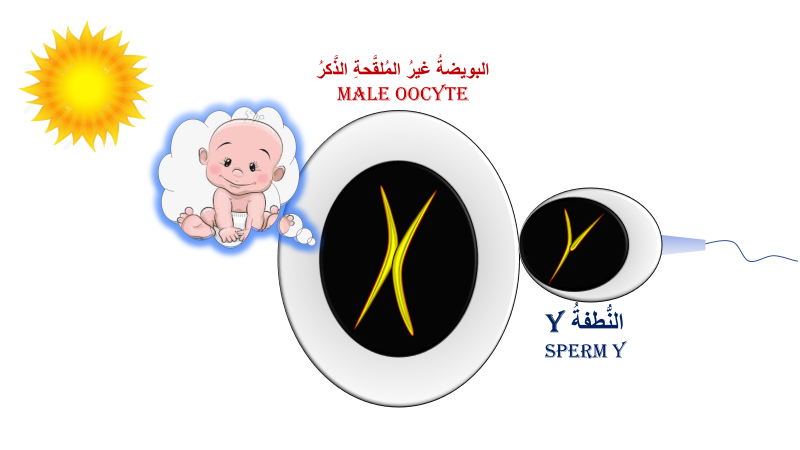 البويضةُ غيرُ المُلقَّحةِ الذَّكرُ
MALE OOCYTE
النُّطفةُ Y
SPERM Y